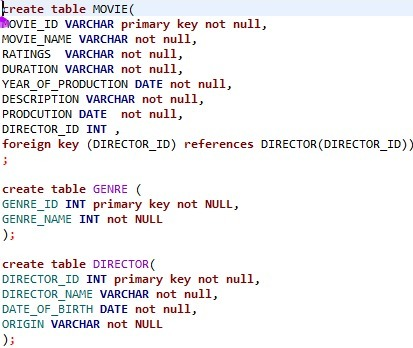 create table MOVIE(
MOVIE_ID VARCHAR primary key not null,
MOVIE_NAME VARCHAR not null,
RATINGS  VARCHAR not null,
DURATION VARCHAR not null,
YEAR_OF_PRODUCTION DATE not null,
DESCRIPTION VARCHAR not null,
PRODCUTION DATE  not null,
DIRECTOR_ID INT ,
foreign key (DIRECTOR_ID) references DIRECTOR(DIRECTOR_ID))
;
create table GENRE (
GENRE_ID INT primary key not NULL,
GENRE_NAME INT not NULL
);
create table DIRECTOR(
DIRECTOR_ID INT primary key not null,
DIRECTOR_NAME VARCHAR not null,
DATE_OF_BIRTH DATE not null,
ORIGIN VARCHAR not NULL
);